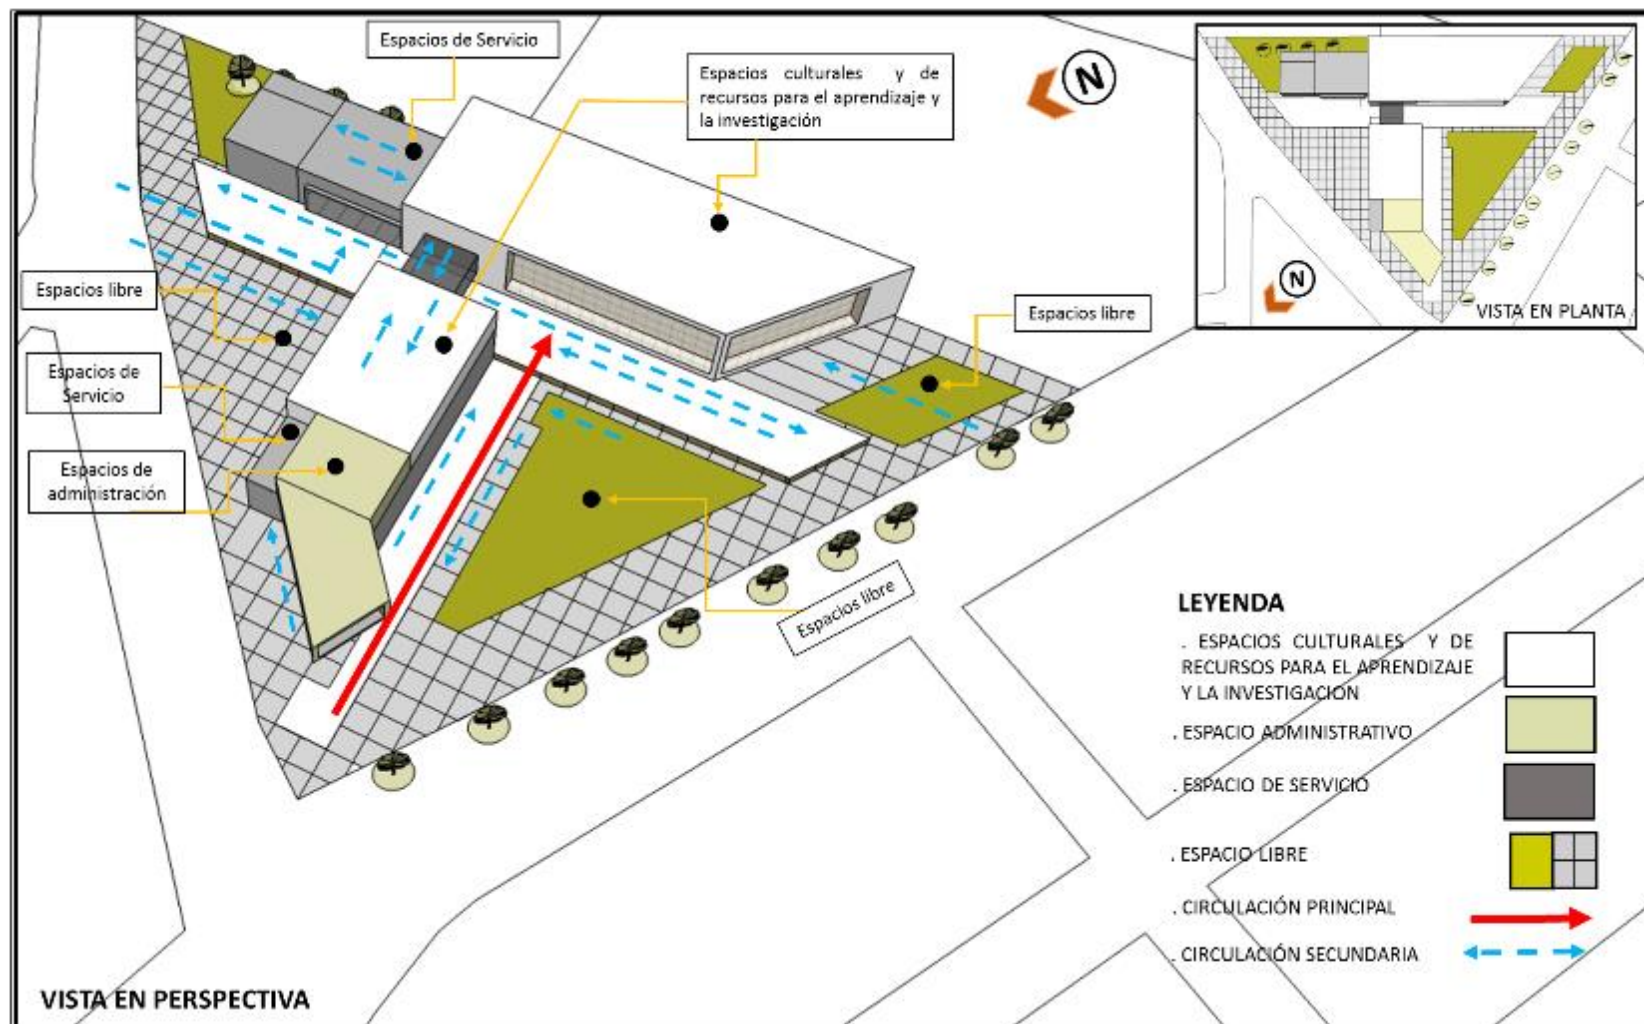 Espacios de Servicio
Espacios culturales y de
recursos para el aprendizaje y
la investigación
N
N
VISTA EN PLANTA
Espacios libre
Espacios libre
Espacios de
Servicio
Espacios de
administración
Espacios libre
LEYENDA
. ESPACIOS CULTURALES Y DE
RECURSOS PARA EL APRENDIZAJE
Y LA INVESTIGACION
. ESPACIO ADMINISTRATIVO
. ESPACIO DE SERVICIO
. ESPACIO LIBRE
. CIRCULACIÓN PRINCIPAL
. CIRCULACIÓN SECUNDARIA
VISTA EN PERSPECTIVA